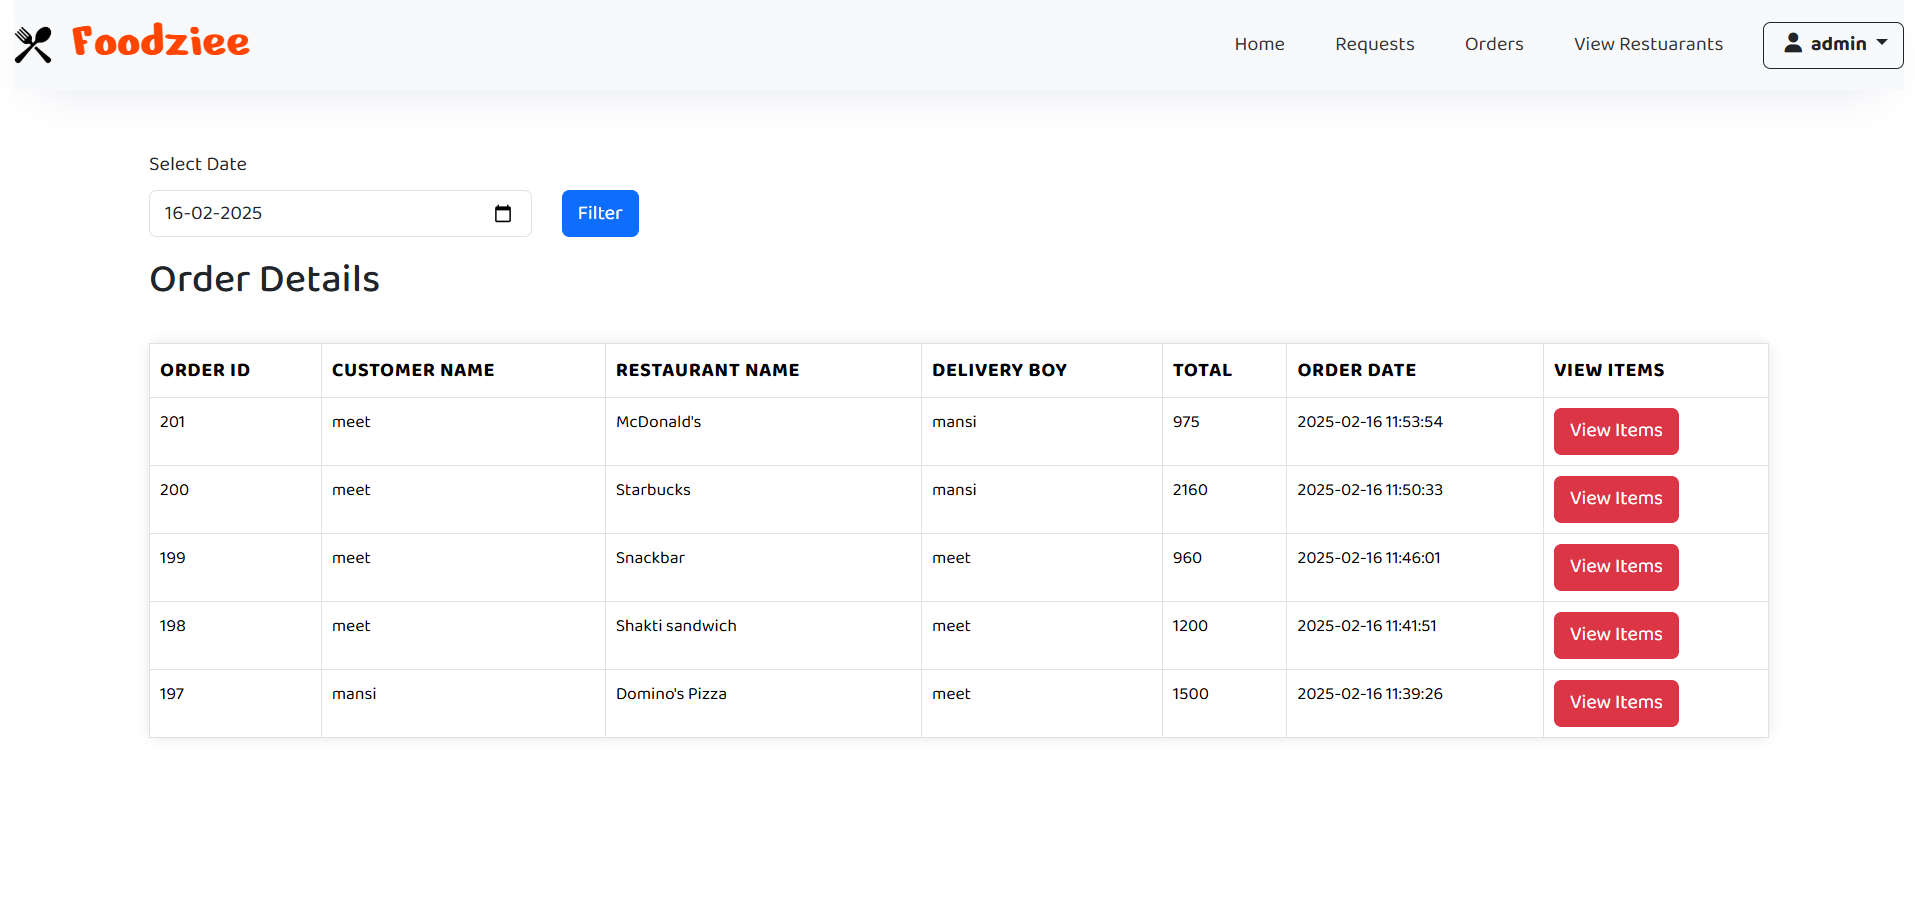 Foodziee
Home Requests Orders View Restuarants admin
Select Date
16-02-2025 Filter
Order Details
ORDER ID CUSTOMER NAME RESTAURANT NAME DELIVERY BOY TOTAL ORDER DATE VIEW ITEMS
201 meet McDonald's mansi 975 2025-02-16 11:53:54 View Items
200 meet Starbucks mansi 2160 2025-02-16 11:50:33 View Items
199 meet Snackbar meet 960 2025-02-16 11:46:01 View Items
198 meet Shakti sandwich meet 1200 2025-02-16 11:41:51 View Items
197 mansi Domino's Pizza meet 1500 2025-02-16 11:39:26 View Items